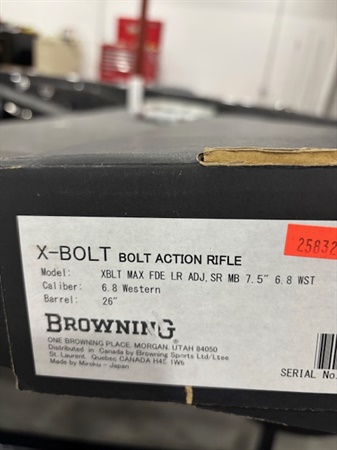 25832
X-BOLT BOLT ACTION RIFLE
Model: XBLT MAX FDE LR ADJ,SR MB 7.5" 6.8 WST
Caliber: 6.8 Western
Barrel: 26"
BROWNING
ONE BROWNING PLACE, MORGAN, UTAH 84050
Distributed in Canada by Browning Sports Ltd/Ltee
St. Laurent, Quebec CANADA H4E 1W6
Made by Miroku - Japan
SERIAL No.